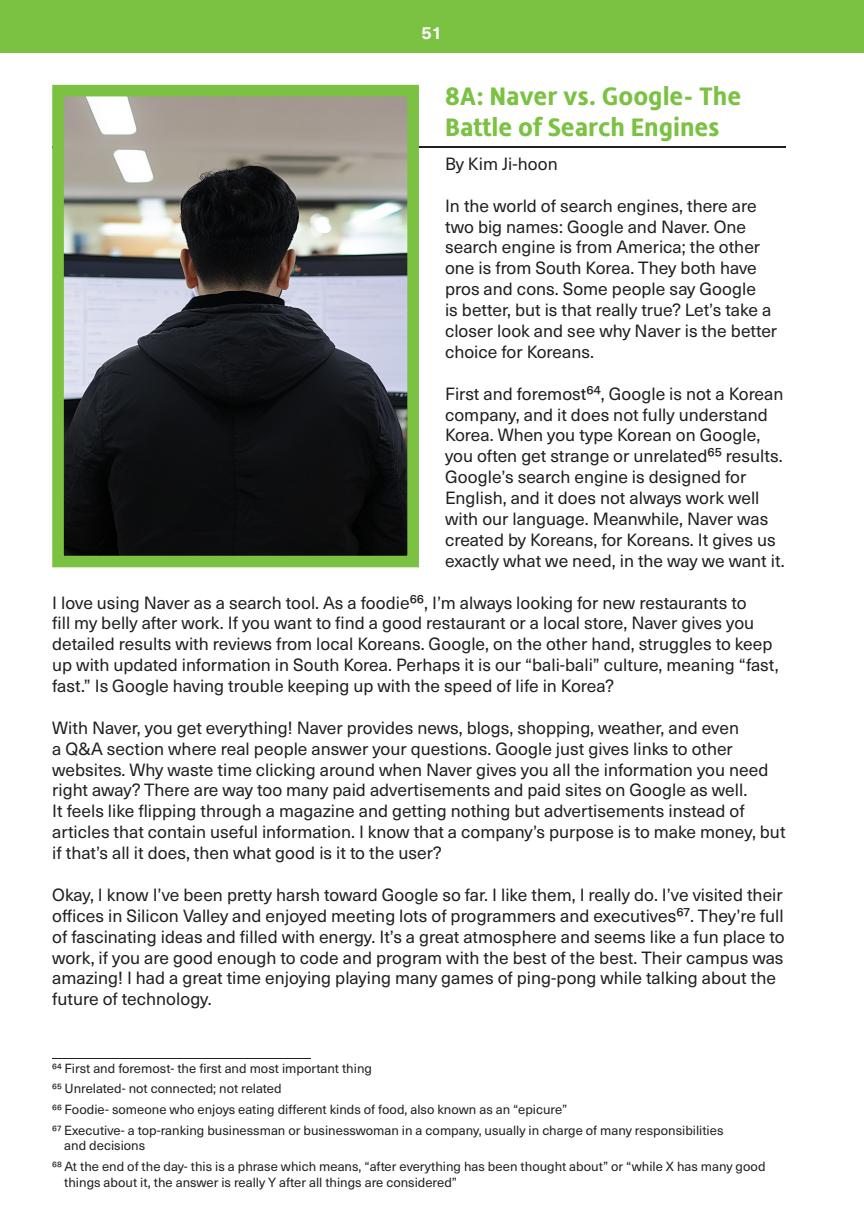 51
8A: Naver vs. Google- The
Battle of Search Engines
By Kim Ji-hoon
In the world of search engines, there are
two big names: Google and Naver. One
search engine is from America; the other
one is from South Korea. They both have
pros and cons. Some people say Google
is better, but is that really true? Let’s take a
closer look and see why Naver is the better
choice for Koreans.
First and foremost⁶⁴, Google is not a Korean
company, and it does not fully understand
Korea. When you type Korean on Google,
you often get strange or unrelated⁶⁵ results.
Google’s search engine is designed for
English, and it does not always work well
with our language. Meanwhile, Naver was
created by Koreans, for Koreans. It gives us
exactly what we need, in the way we want it.
I love using Naver as a search tool. As a foodie⁶⁶, I’m always looking for new restaurants to
fill my belly after work. If you want to find a good restaurant or a local store, Naver gives you
detailed results with reviews from local Koreans. Google, on the other hand, struggles to keep
up with updated information in South Korea. Perhaps it is our “bali-bali” culture, meaning “fast,
fast.” Is Google having trouble keeping up with the speed of life in Korea?
With Naver, you get everything! Naver provides news, blogs, shopping, weather, and even
a Q&A section where real people answer your questions. Google just gives links to other
websites. Why waste time clicking around when Naver gives you all the information you need
right away? There are way too many paid advertisements and paid sites on Google as well.
It feels like flipping through a magazine and getting nothing but advertisements instead of
articles that contain useful information. I know that a company’s purpose is to make money, but
if that’s all it does, then what good is it to the user?
Okay, I know I’ve been pretty harsh toward Google so far. I like them, I really do. I’ve visited their
offices in Silicon Valley and enjoyed meeting lots of programmers and executives⁶⁷. They’re full
of fascinating ideas and filled with energy. It’s a great atmosphere and seems like a fun place to
work, if you are good enough to code and program with the best of the best. Their campus was
amazing! I had a great time enjoying playing many games of ping-pong while talking about the
future of technology.
⁶⁴ First and foremost- the first and most important thing
⁶⁵ Unrelated- not connected; not related
⁶⁶ Foodie- someone who enjoys eating different kinds of food, also known as an “epicure”
⁶⁷ Executive- a top-ranking businessman or businesswoman in a company, usually in charge of many responsibilities
and decisions
⁶⁸ At the end of the day- this is a phrase which means, “after everything has been thought about” or “while X has many good
things about it, the answer is really Y after all things are considered”